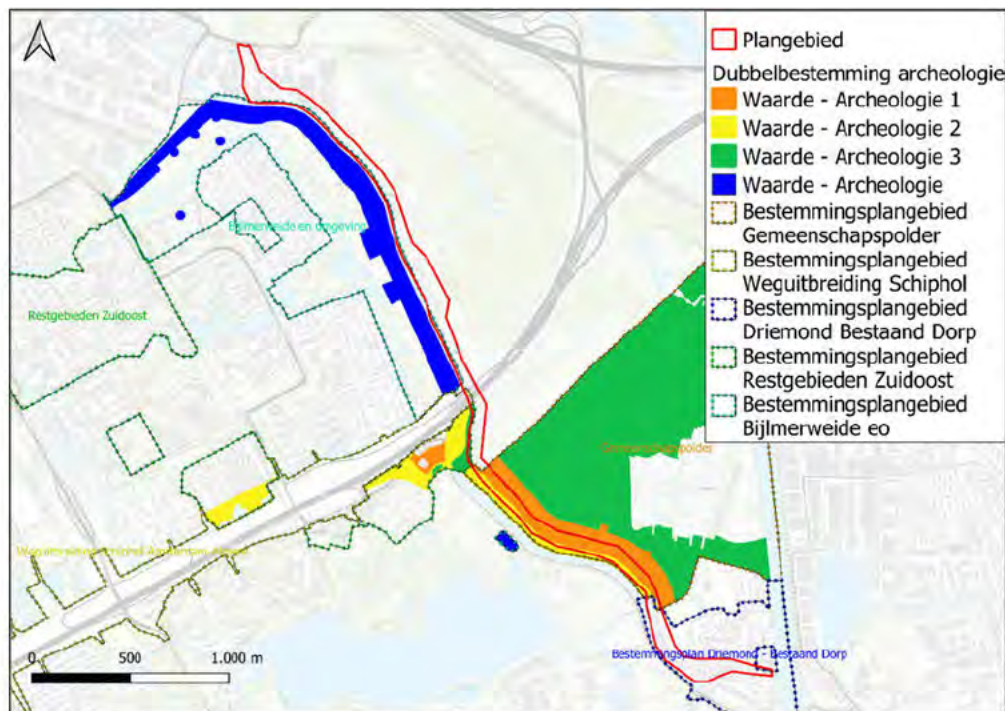 Plangebied
Dubbelbestemming archeologie
Waarde - Archeologie 1
Waarde - Archeologie 2
Waarde - Archeologie 3
Waarde - Archeologie
Bestemmingsplangebied
Gemeenschapspolder
Bestemmingsplangebied
Weguitbreiding Schiphol
Bestemmingsplangebied
Driemond Bestaand Dorp
Bestemmingsplangebied
Restgebieden Zuidoost
Bestemmingsplangebied
Bijlmerweide eo
Bijlmerweide en omgeving
Restgebieden Zuidoost
Gemeenschapspolder
Bestemmingsplan Driemond - Bestaand Dorp
0 500 1.000 m